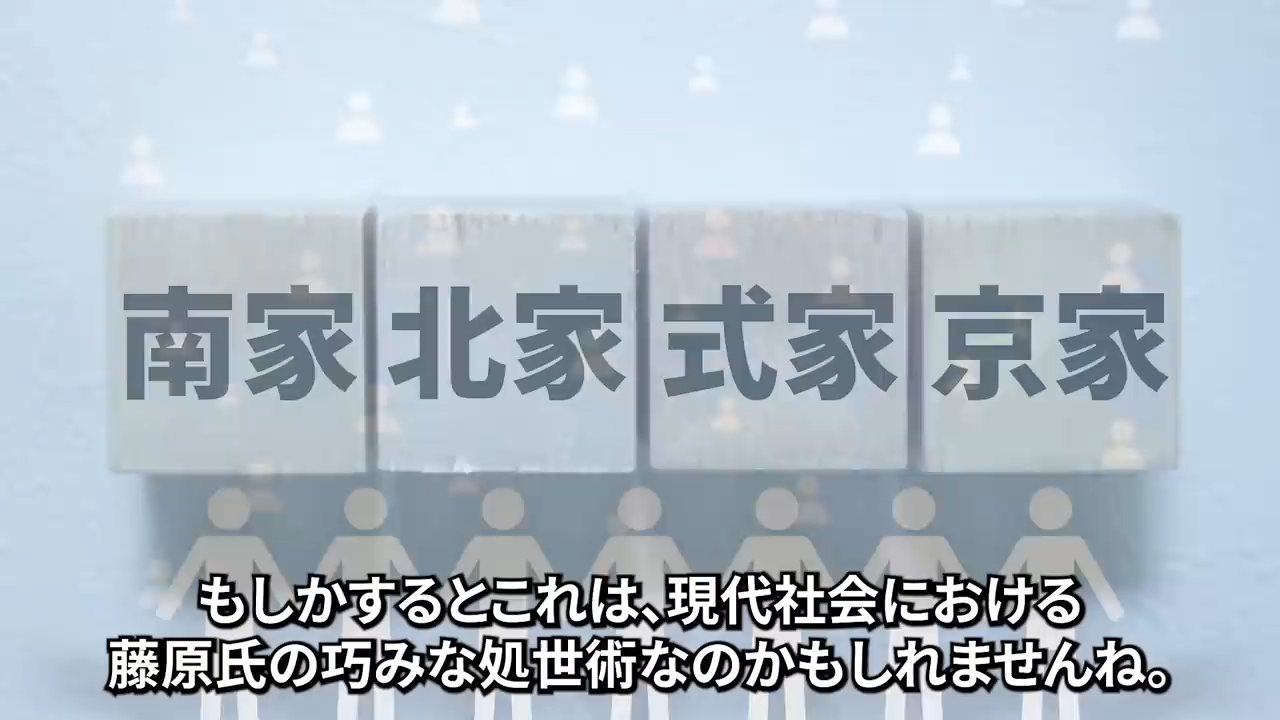 南家 北家 式家 京家
もしかするとこれは、現代社会における
藤原氏の巧みな処世術なのかもしれませんね。